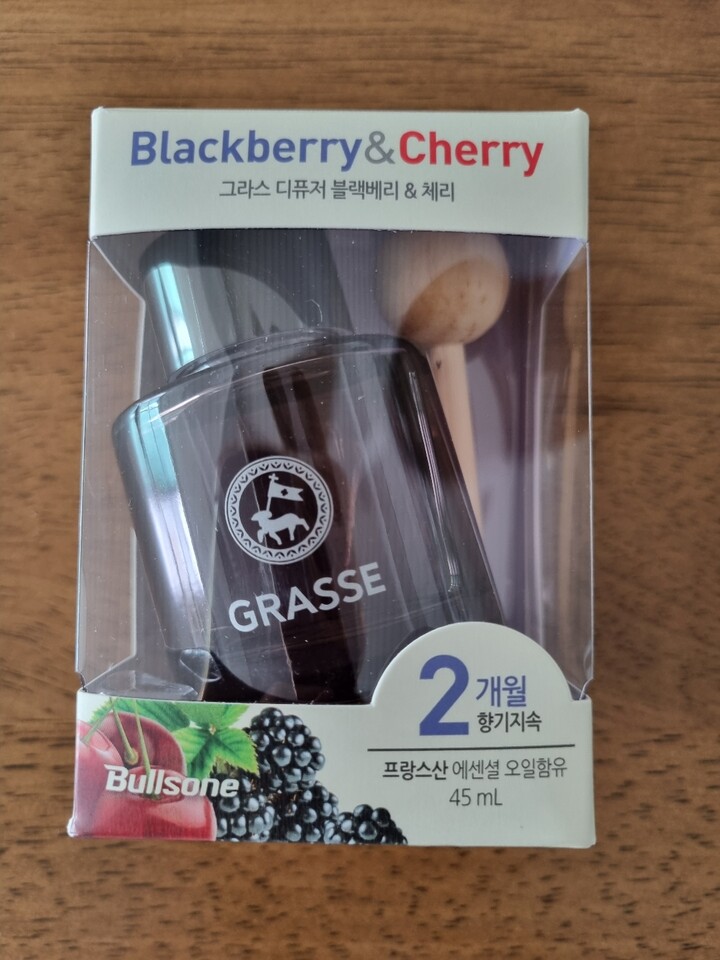 Blackberry&Cherry
그라스 디퓨저 블랙베리 & 체리
GRASSE
2개월
향기지속
프랑스산 에센셜 오일함유
45 mL
Bullsone